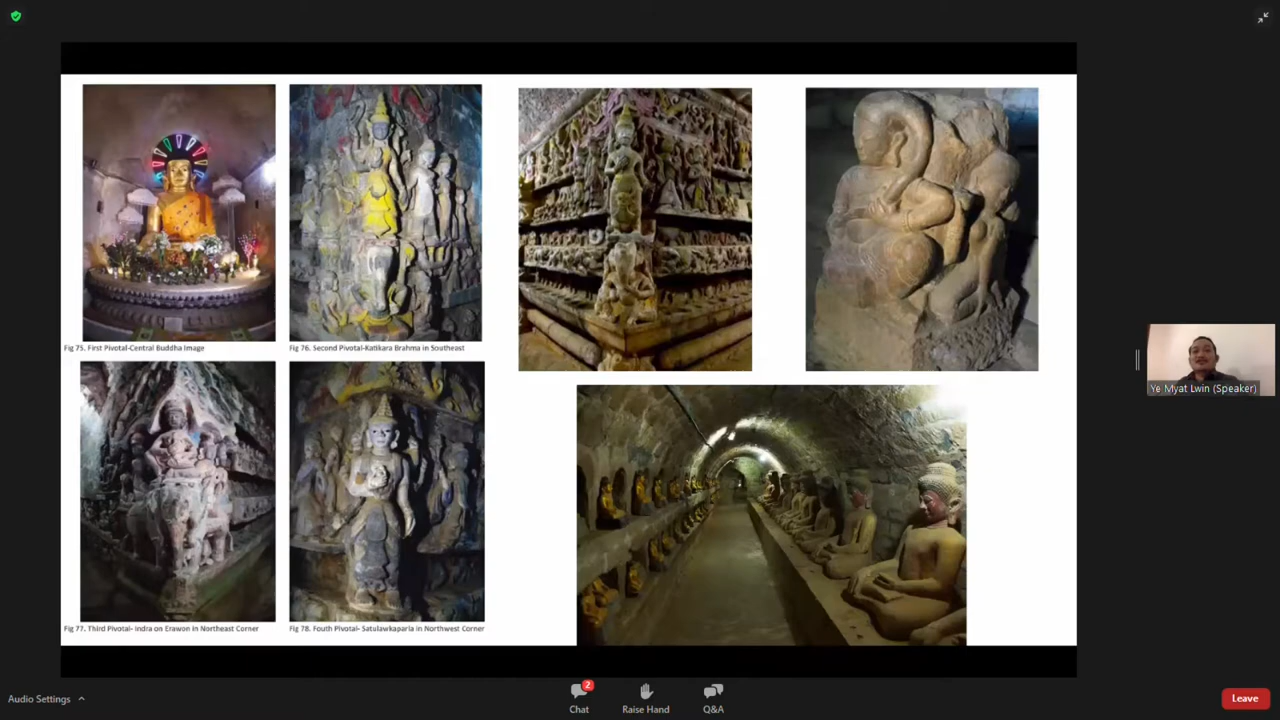 Fig 75. First Pivotal-Central Buddha Image
Fig 76. Second Pivotal-Katikara Brahma in Southeast
Fig 77. Third Pivotal- Indra on Erawon in Northeast Corner
Fig 78. Fouth Pivotal- Satulawkaparla in Northwest Corner
Ye Myat Lwin (Speaker)
Audio Settings
2
Chat
Raise Hand
Q&A
Leave